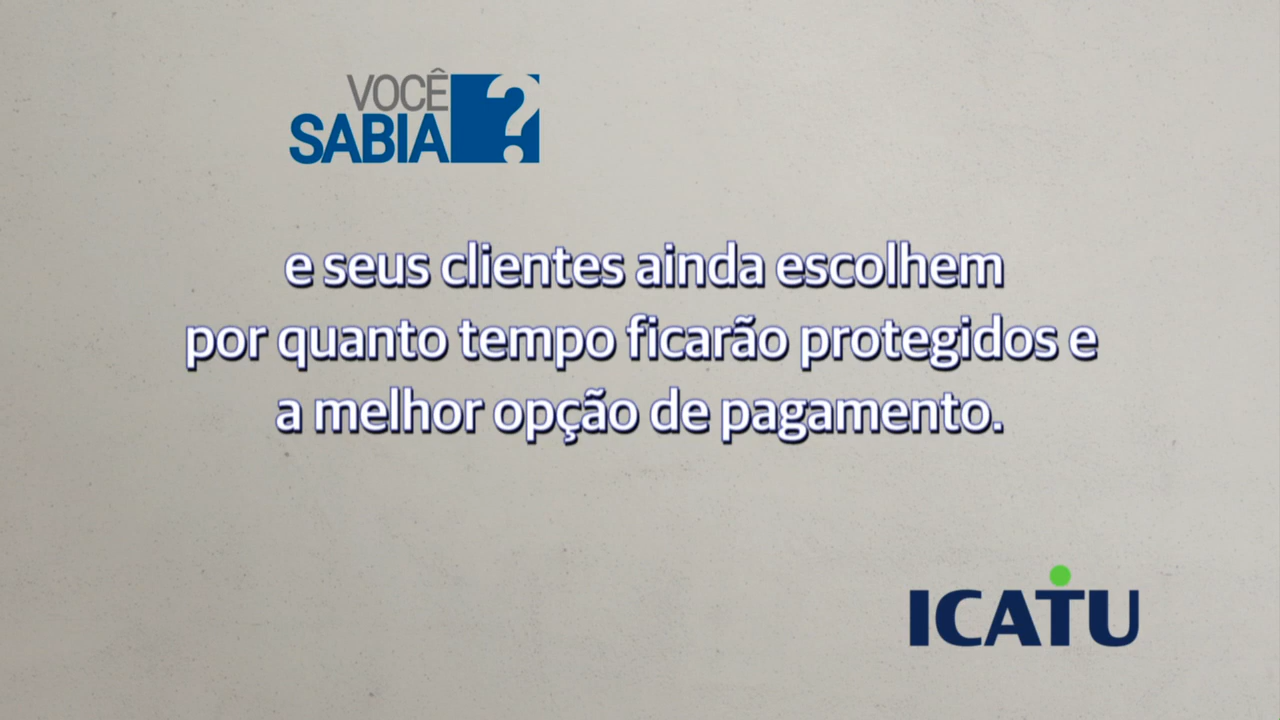 VOCÊ
SABIA ?
e seus clientes ainda escolhem
por quanto tempo ficarão protegidos e
a melhor opção de pagamento.
ICATU